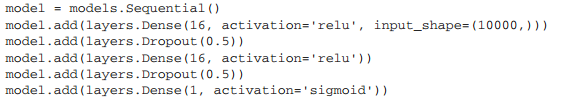 model = models.Sequential()
model.add(layers.Dense(16, activation='relu', input_shape=(10000,)))
model.add(layers.Dropout(0.5))
model.add(layers.Dense(16, activation='relu'))
model.add(layers.Dropout(0.5))
model.add(layers.Dense(1, activation='sigmoid'))